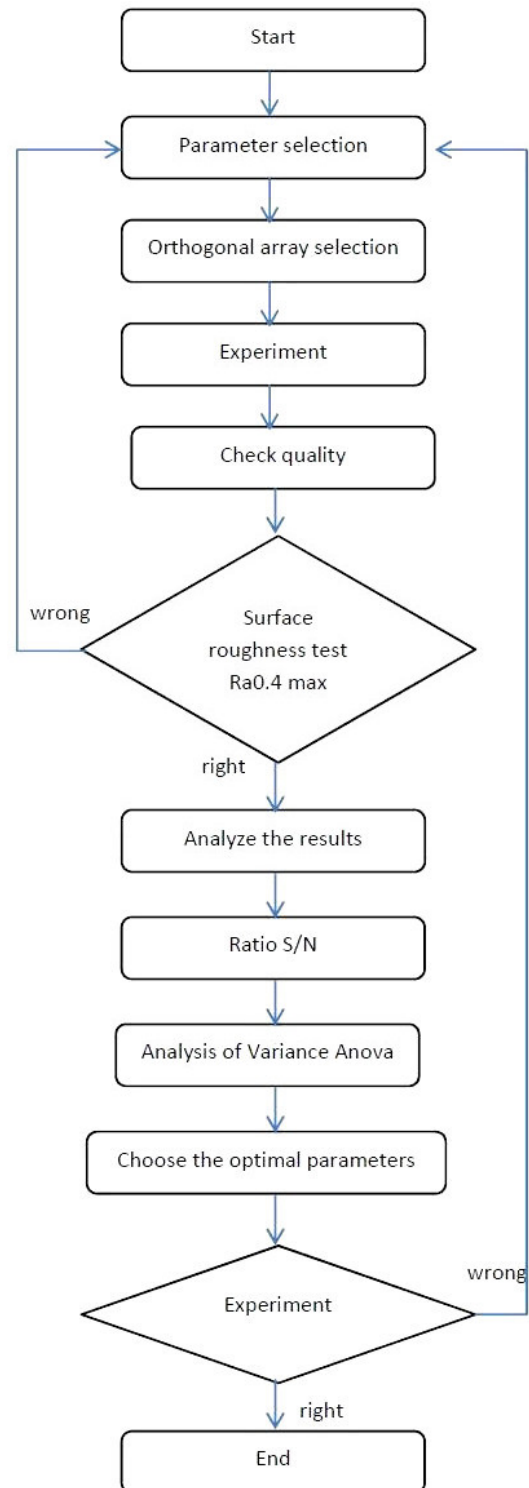 Start
Parameter selection
Orthogonal array selection
Experiment
Check quality
wrong
Surface
roughness test
Ra0.4 max
right
Analyze the results
Ratio S/N
Analysis of Variance Anova
Choose the optimal parameters
wrong
Experiment
right
End